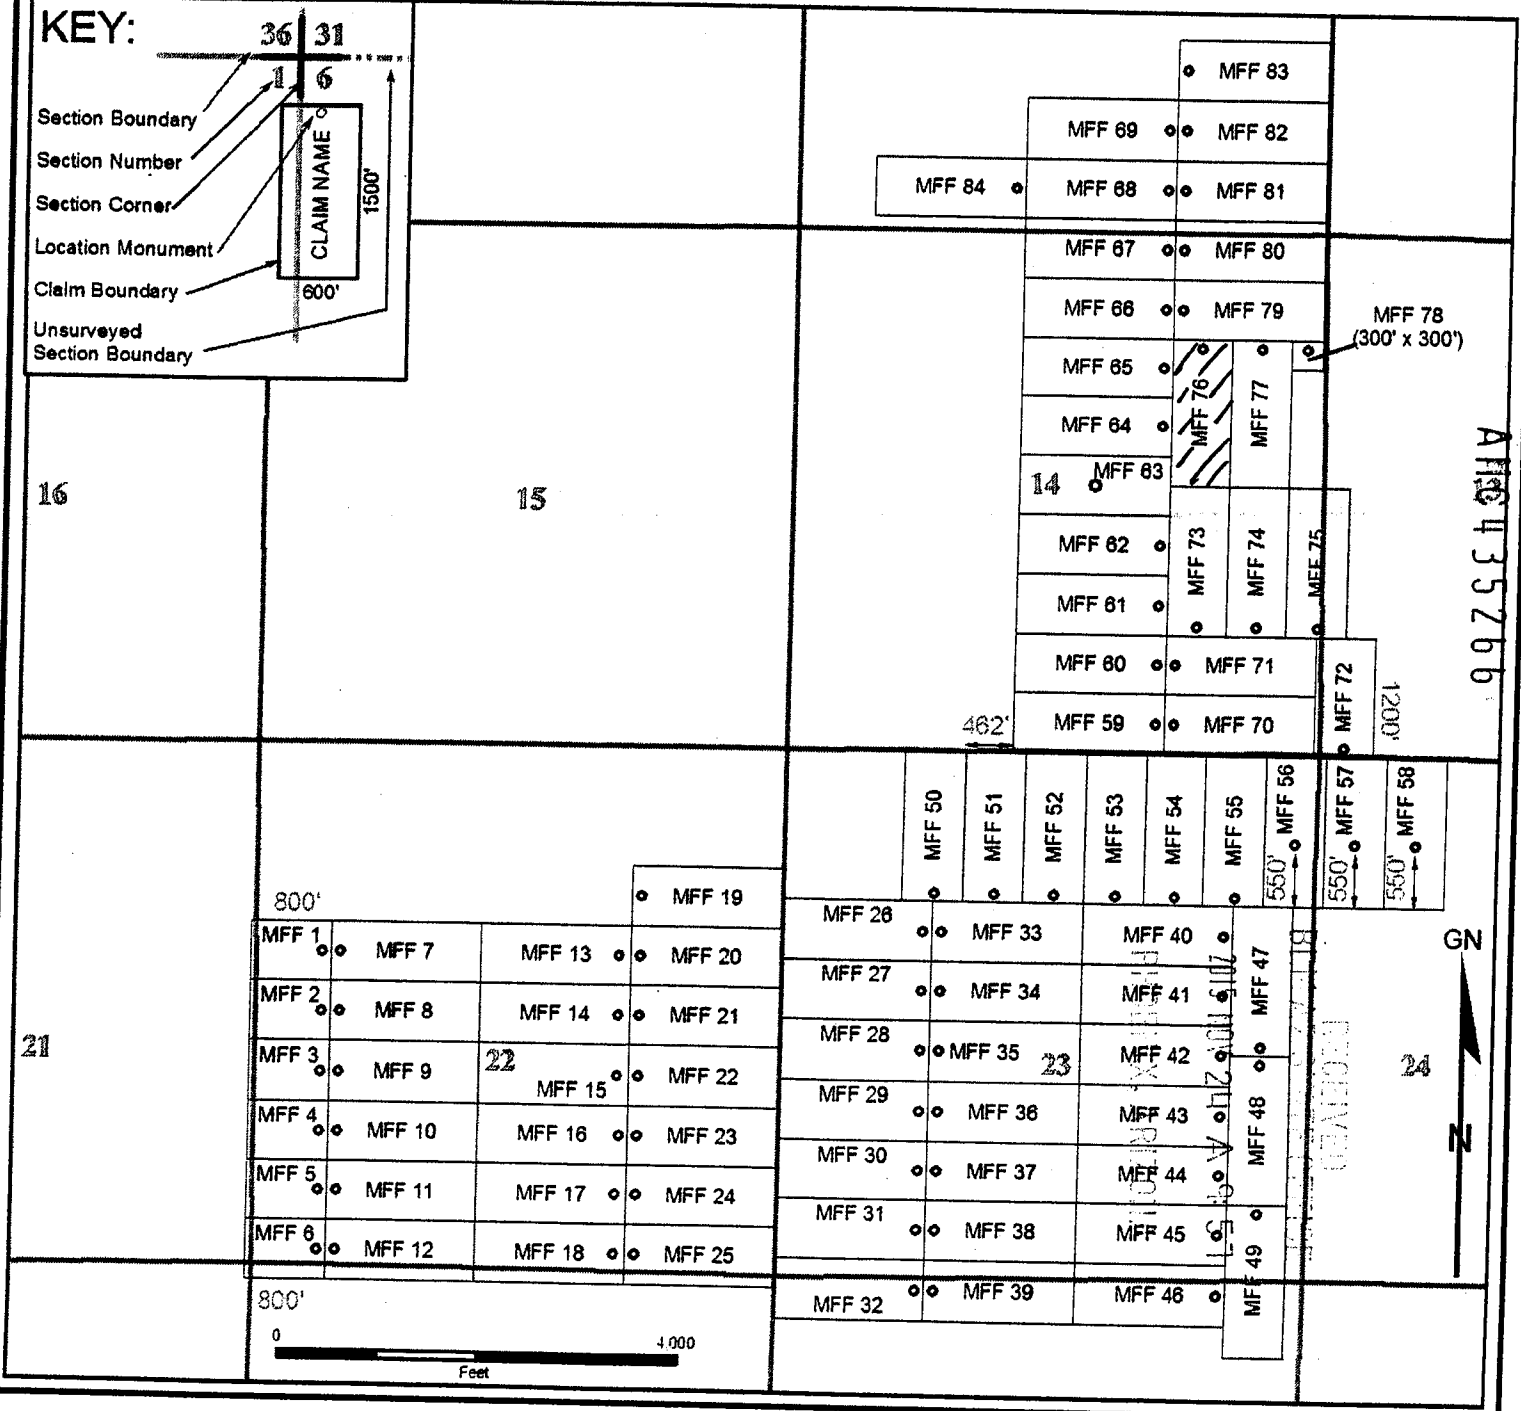 KEY:
36 31
1 6
Section Boundary
Section Number
Section Corner
Location Monument
Claim Boundary
Unsurveyed
Section Boundary
CLAIM NAME
1500'
600'
MFF 83
MFF 69
MFF 82
MFF 84
MFF 68
MFF 81
MFF 67
MFF 80
MFF 66
MFF 79
MFF 78
(300' x 300')
MFF 65
MFF 76
MFF 77
MFF 64
MFF 63
16
15
14
MFF 62
MFF 73
MFF 74
MFF 75
MFF 61
MFF 60
MFF 71
MFF 72
1200'
462'
MFF 59
MFF 70
MFF 50
MFF 51
MFF 52
MFF 53
MFF 54
MFF 55
MFF 56
MFF 57
MFF 58
550'
550'
550'
800'
MFF 19
MFF 26
MFF 33
MFF 40
MFF 47
GN
MFF 1
MFF 7
MFF 13
MFF 20
MFF 27
MFF 34
MFF 41
MFF 2
MFF 8
MFF 14
MFF 21
MFF 28
MFF 35
MFF 42
21
22
23
24
MFF 3
MFF 9
MFF 15
MFF 22
MFF 29
MFF 36
MFF 43
MFF 48
N
MFF 4
MFF 10
MFF 16
MFF 23
MFF 30
MFF 37
MFF 44
MFF 5
MFF 11
MFF 17
MFF 24
MFF 31
MFF 38
MFF 45
MFF 6
MFF 12
MFF 18
MFF 25
MFF 49
MFF 32
MFF 39
MFF 46
800'
0
4,000
Feet
RECEIVED
435266